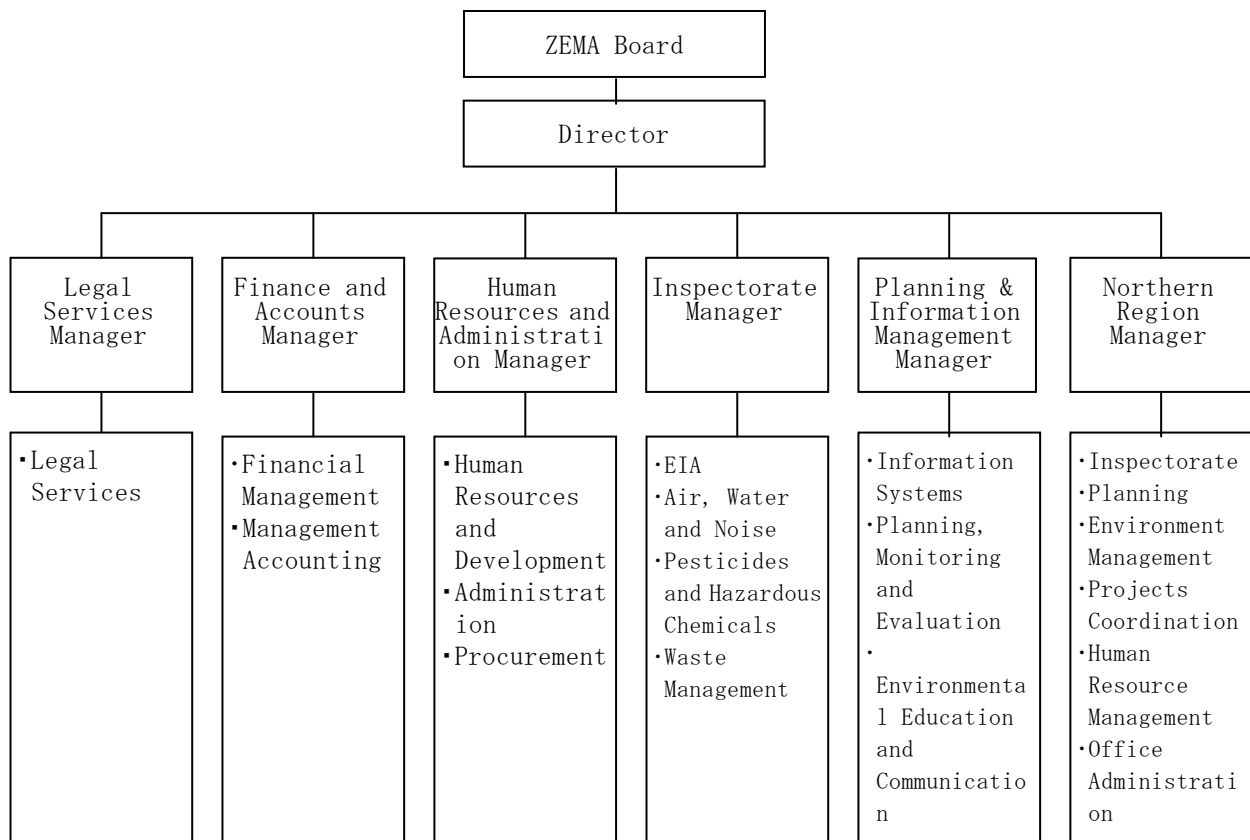 ZEMA Board
Director
Legal
Services
Manager
Finance and
Accounts
Manager
Human
Resources and
Administrati
on Manager
Inspectorate
Manager
Planning &
Information
Management
Manager
Northern
Region
Manager
▪Legal
Services
・Financial
Management
▪Management
Accounting
▪Human
Resources
and
Development
▪Administrat
ion
▪Procurement
・EIA
・Air, Water
and Noise
・Pesticides
and Hazardous
Chemicals
・Waste
Management
・Information
Systems
・Planning,
Monitoring
and
Evaluation
・
Environmenta
l Education
and
Communicatio
n
・Inspectorate
・Planning
・Environment
Management
・Projects
Coordination
・Human
Resource
Management
・Office
Administrati
on